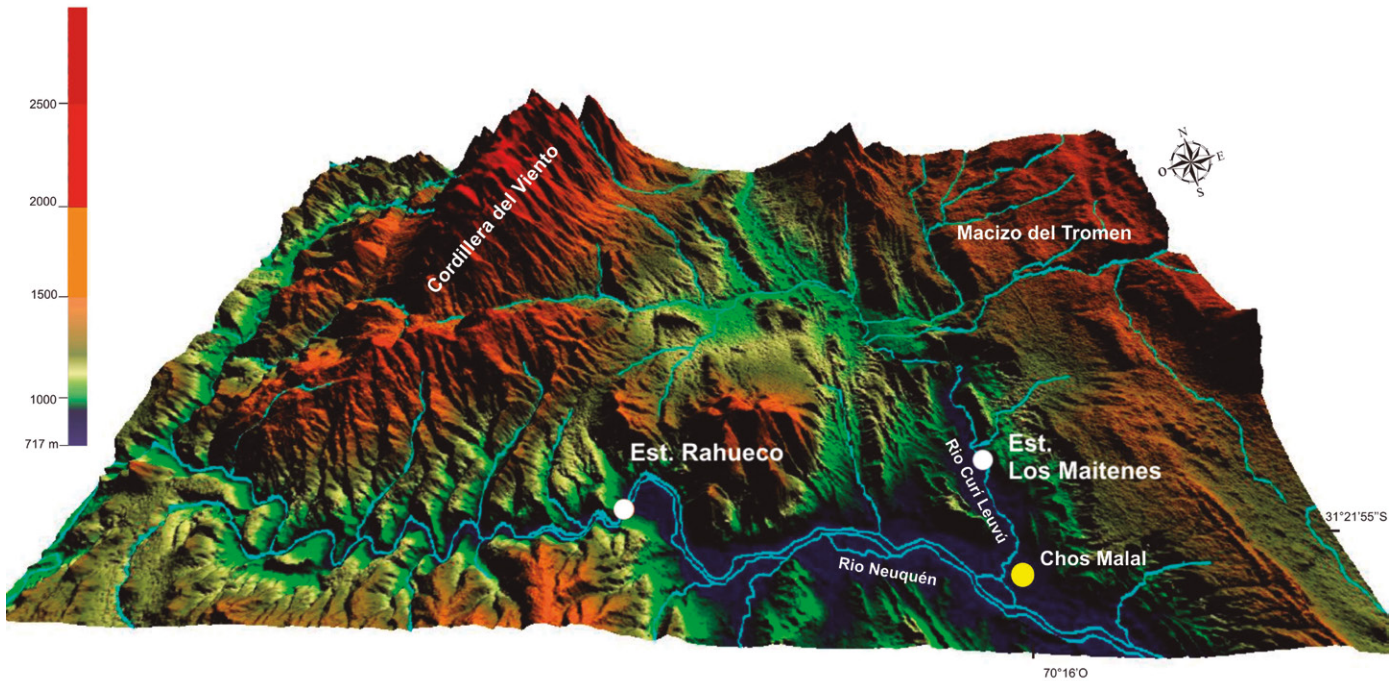 2500
2000
1500
1000
717 m
Cordillera del Viento
N
E
O
S
Macizo del Tromen
Est. Rahueco
Est.
Los Maitenes
Río Curí Leuvú
31°21'55"S
Chos Malal
Río Neuquén
70°16'O